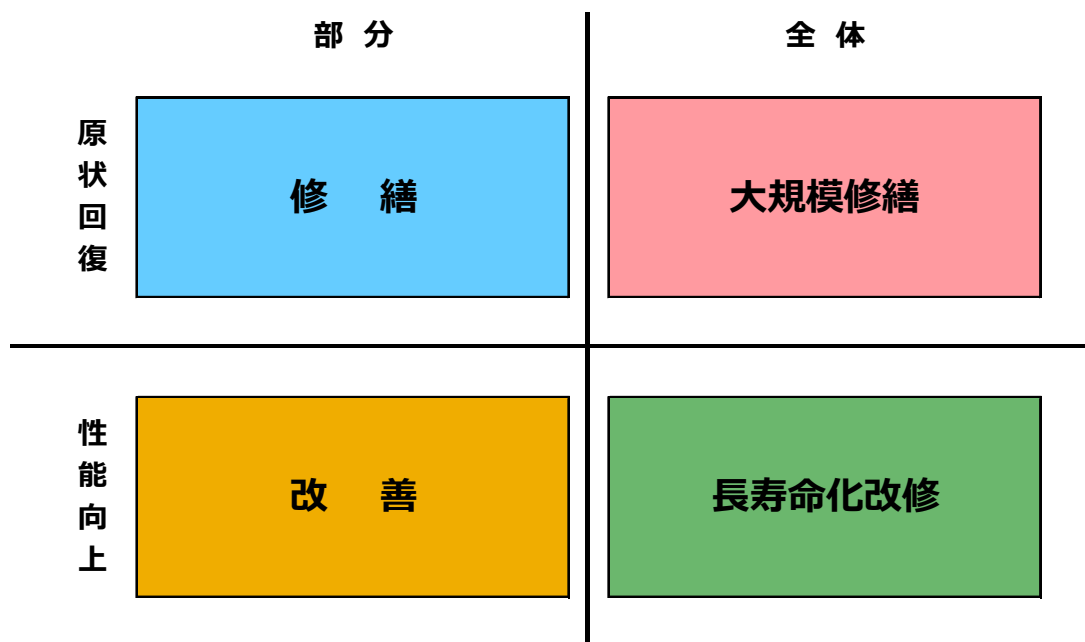 部分
全体
原状回復
修繕
大規模修繕
性能向上
改善
長寿命化改修